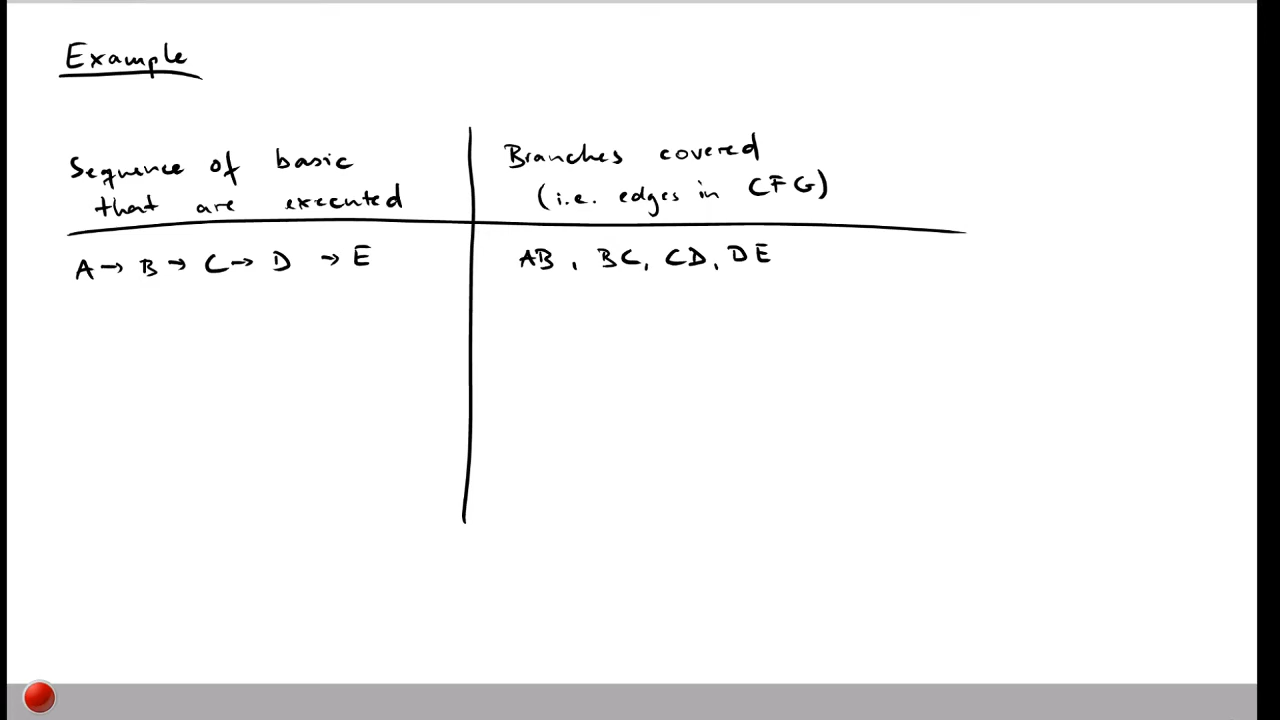 Example
Sequence of basic
that are executed
Branches covered
(i.e. edges in CFG)
A → B → C → D → E
AB, BC, CD, DE